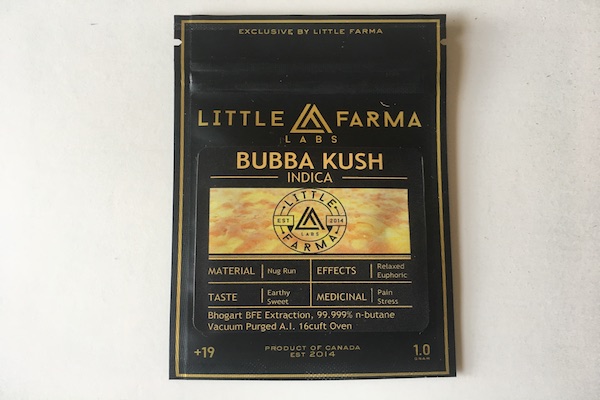 EXCLUSIVE BY LITTLE FARMA
LITTLE FARMA
LABS
BUBBA KUSH
INDICA
LITTLE
EST 2014
LABS
FARMA
MATERIAL Nug Run EFFECTS Relaxed Euphoric
TASTE Earthy Sweet MEDICINAL Pain Stress
Bhogart BFE Extraction, 99.999% n-butane
Vacuum Purged A.I. 16cuft Oven
+19 PRODUCT OF CANADA 1.0
EST 2014 GRAM